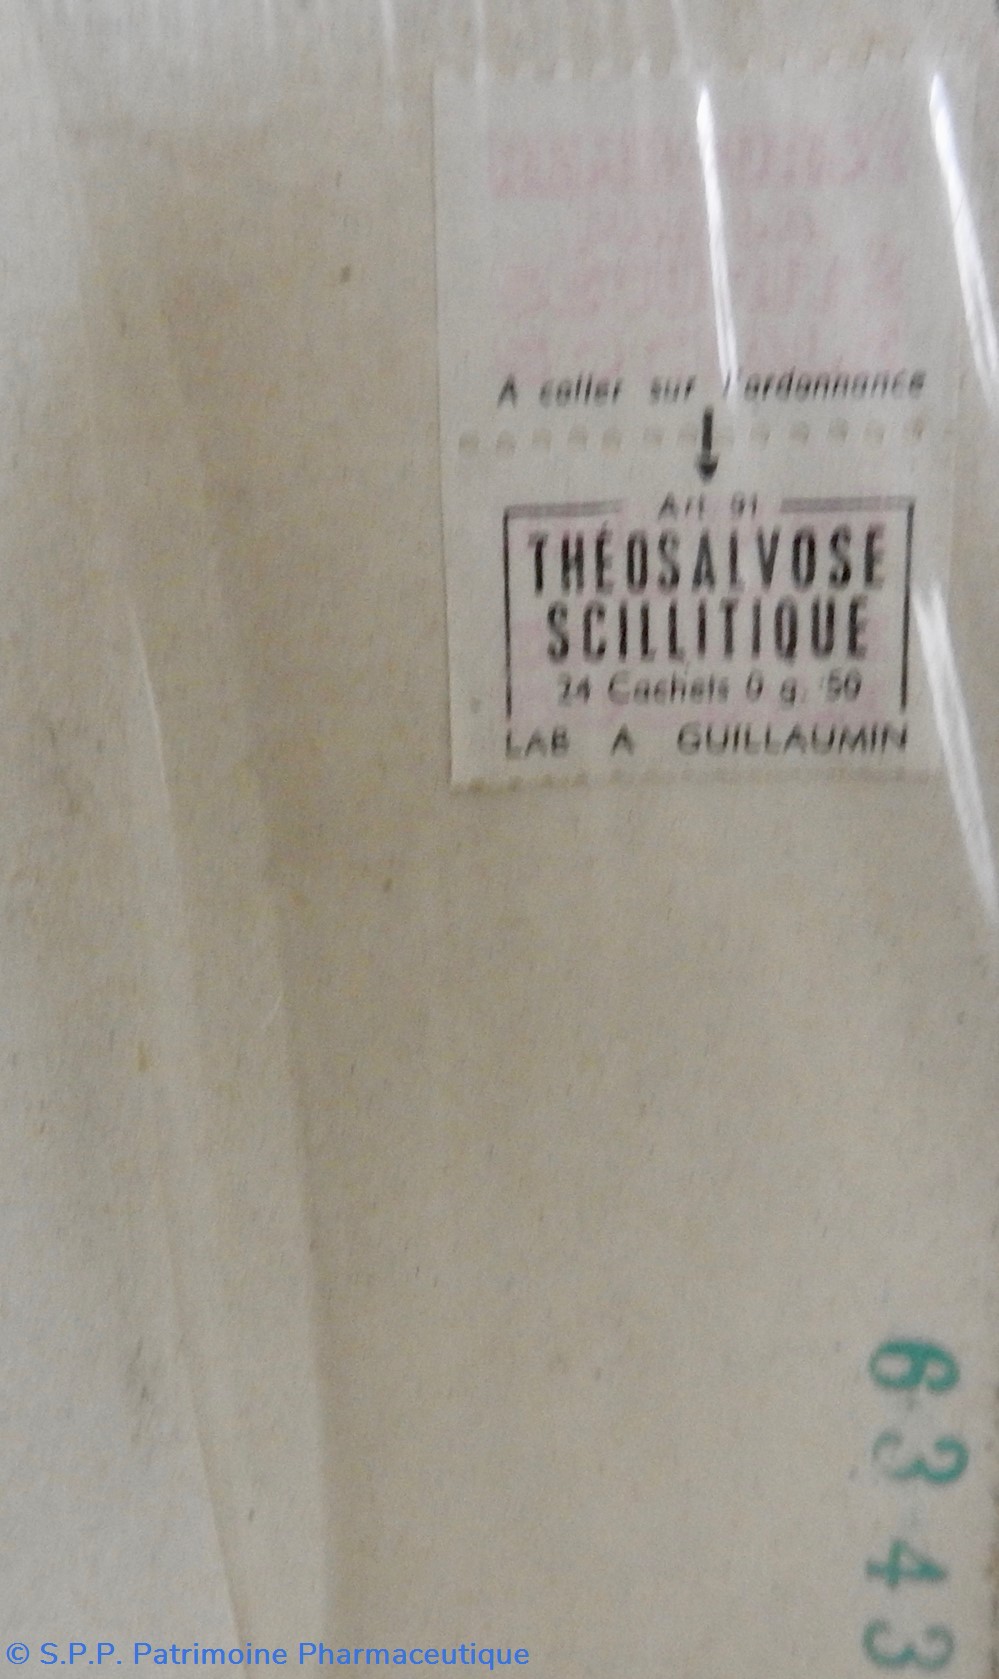 A coller sur l'ordonnance
Art. 91
THÉOSALVOSE
SCILLITIQUE
24 Cachets 0 g. 50
LAB A GUILLAUMIN
6343
© S.P.P. Patrimoine Pharmaceutique